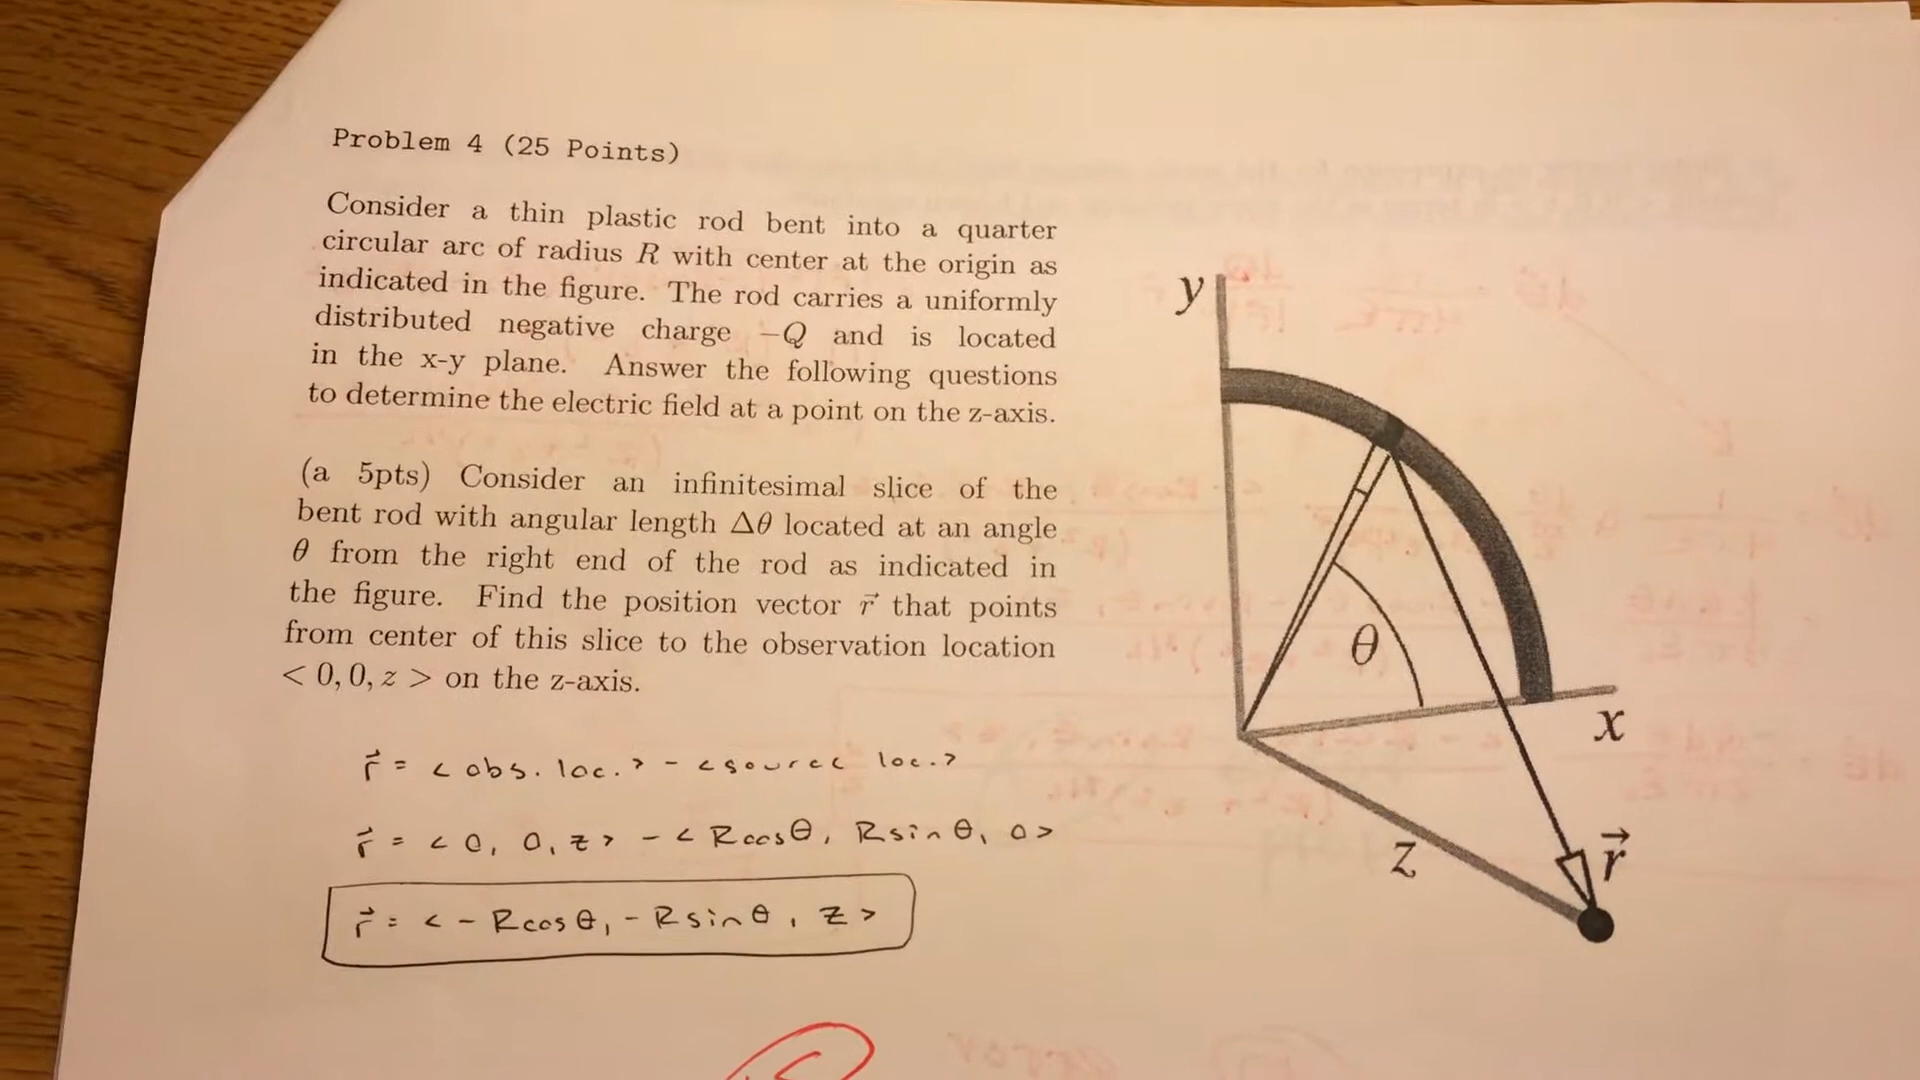 Problem 4 (25 Points)
Consider a thin plastic rod bent into a quarter
circular arc of radius R with center at the origin as
indicated in the figure. The rod carries a uniformly
distributed negative charge −Q and is located
in the x-y plane. Answer the following questions
to determine the electric field at a point on the z-axis.
(a 5pts) Consider an infinitesimal slice of the
bent rod with angular length Δθ located at an angle
θ from the right end of the rod as indicated in
the figure. Find the position vector r⃗ that points
from center of this slice to the observation location
< 0, 0, z > on the z-axis.
r⃗ = < obs. loc. > - < source loc. >
r⃗ = < 0, 0, z > - < Rcosθ, Rsinθ, 0 >
r⃗ = < - Rcosθ, - Rsinθ, z >
y
θ
x
z
r⃗